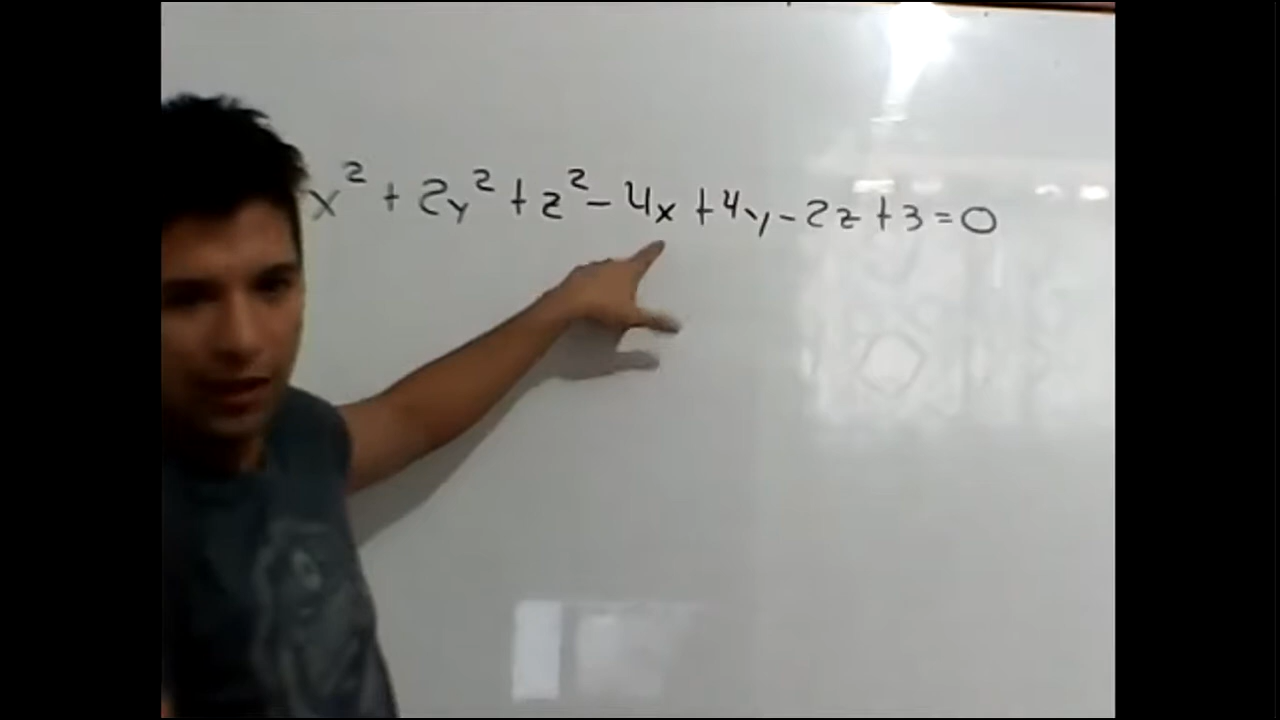 x² + 2y² + z² - 4x + 4y - 2z + 3 = 0